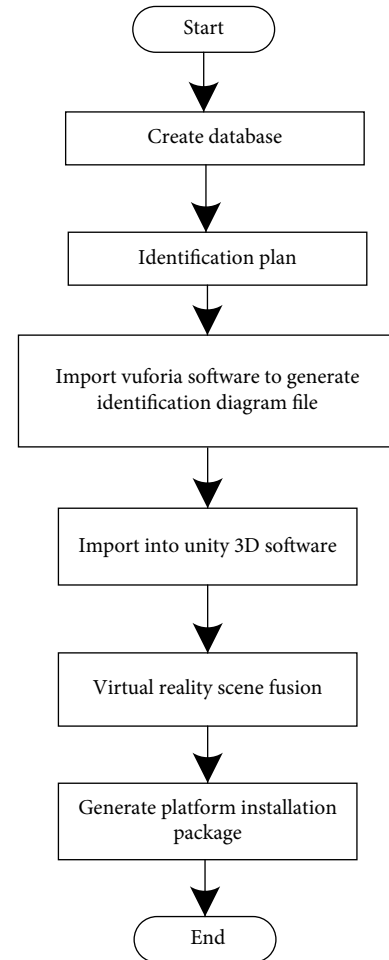 Start
Create database
Identification plan
Import vuforia software to generate
identification diagram file
Import into unity 3D software
Virtual reality scene fusion
Generate platform installation
package
End